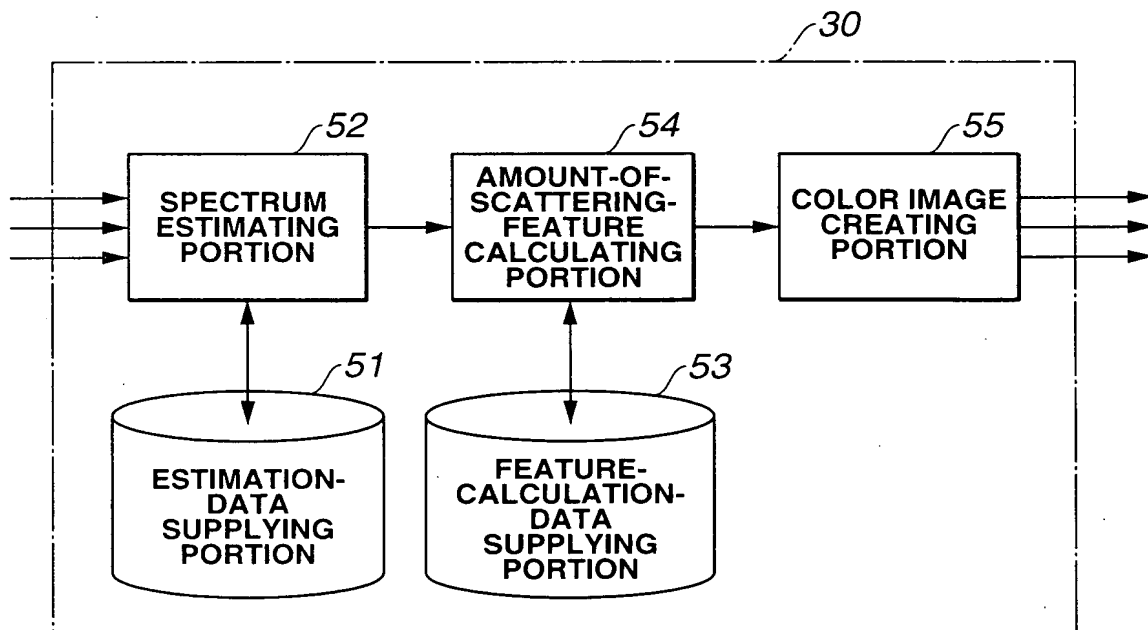 30
52
SPECTRUM
ESTIMATING
PORTION
54
AMOUNT-OF-
SCATTERING-
FEATURE
CALCULATING
PORTION
55
COLOR IMAGE
CREATING
PORTION
51
ESTIMATION-
DATA
SUPPLYING
PORTION
53
FEATURE-
CALCULATION-
DATA
SUPPLYING
PORTION